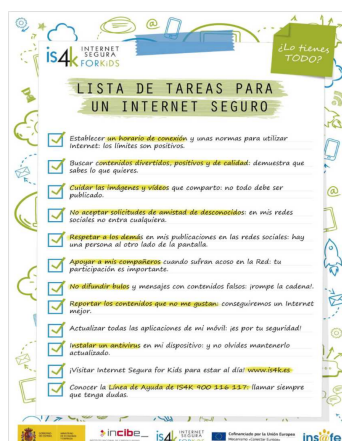 is4k INTERNET
SEGURA
FORKiDS
¿Lo tienes
TODO?
LISTA DE TAREAS PARA
UN INTERNET SEGURO
Establecer un horario de conexión y unas normas para utilizar
Internet: los límites son positivos.
Buscar contenidos divertidos, positivos y de calidad: demuestra que
sabes lo que quieres.
Cuidar las imágenes y vídeos que comparto: no todo debe ser
publicado.
No aceptar solicitudes de amistad de desconocidos: en mis redes
sociales no entra cualquiera.
Respetar a los demás en mis publicaciones en las redes sociales: hay
una persona al otro lado de la pantalla.
Apoyar a mis compañeros cuando sufran acoso en la Red: tu
participación es importante.
No difundir bulos y mensajes con contenidos falsos: ¡rompe la cadena!.
Reportar los contenidos que no me gustan: conseguiremos un Internet
mejor.
Actualizar todas las aplicaciones de mi móvil: ¡es por tu seguridad!
Instalar un antivirus en mi dispositivo: y no olvides mantenerlo
actualizado.
¡Visitar Internet Segura for Kids para estar al día! www.is4k.es
Conocer la Línea de Ayuda de IS4K 900 116 117: llamar siempre
que tenga dudas.
incibe
is4k INTERNET
SEGURA
FORKiDS
Cofinanciado por la Unión Europea
Mecanismo «Conectar Europa»
insafe